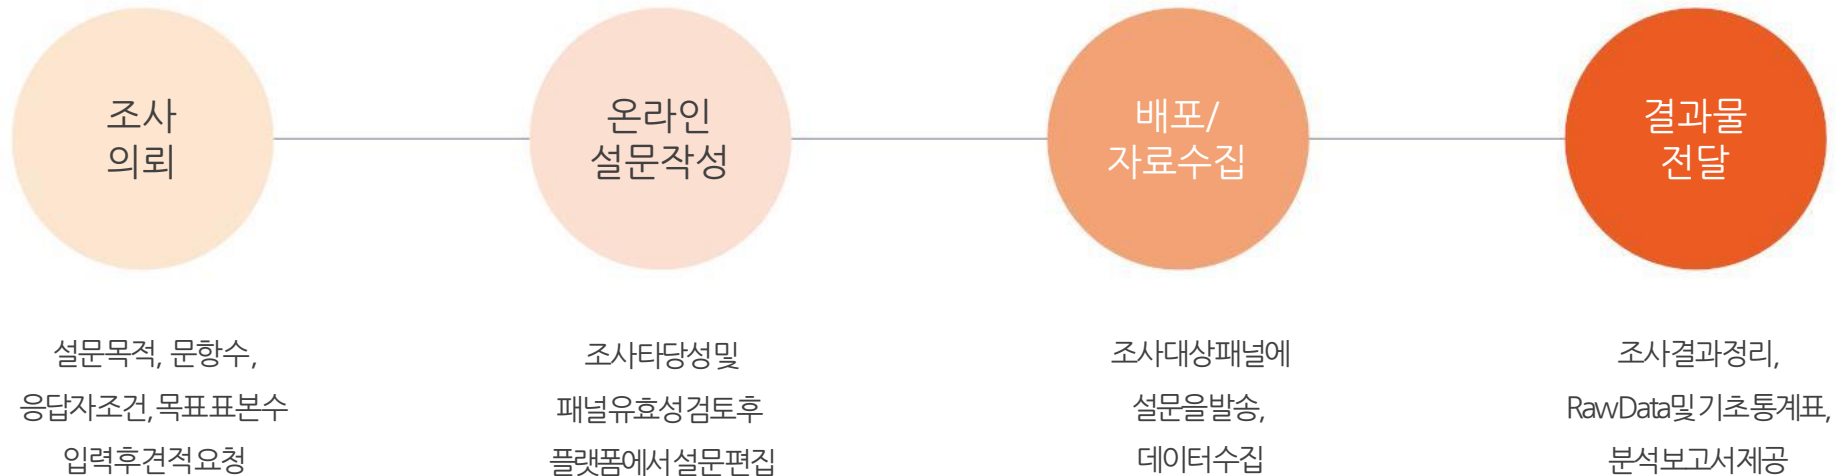 조사
의뢰
온라인
설문작성
배포/
자료수집
결과물
전달
설문목적, 문항수,
응답자조건,목표표본수
입력후견적요청
조사타당성및
패널유효성검토후
플랫폼에서설문편집
조사대상패널에
설문을발송,
데이터수집
조사결과정리,
RawData및기초통계표,
분석보고서제공